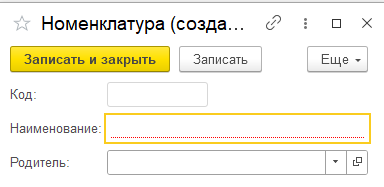 Номенклатура (созда...
Записать и закрыть Записать Еще
Код:
Наименование:
Родитель: